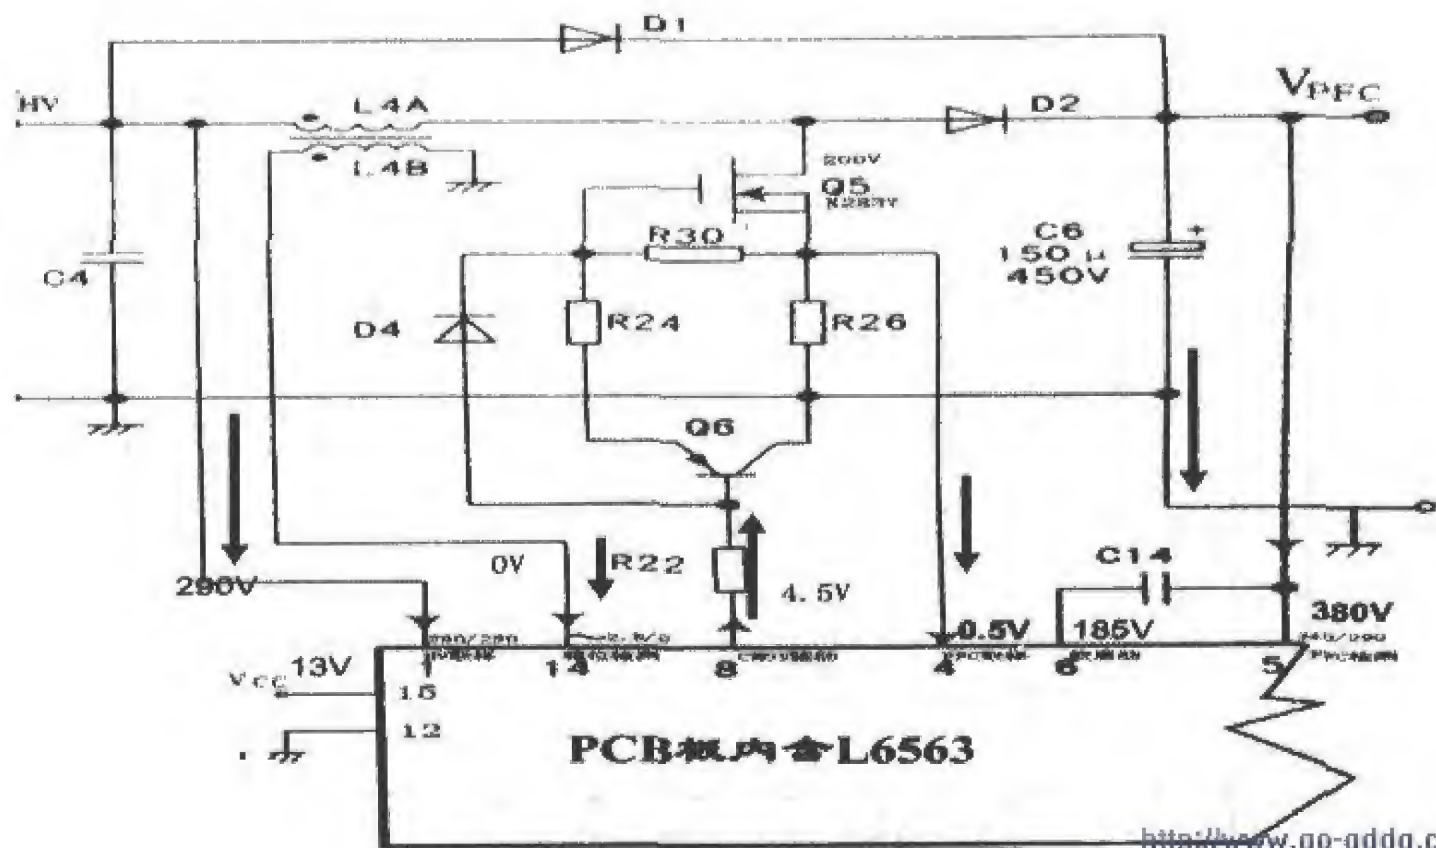 D1
HV
L4A
D2
VPFC
L4B
200V
Q5
R30
C6
150 µ
450V
+
C4
D4
R24
R26
Q6
0V
R22
4.5V
C14
290V
380V
0.5V
185V
1
14
8
4
6
5
Vcc 13V
15
12
PCB板内含L6563